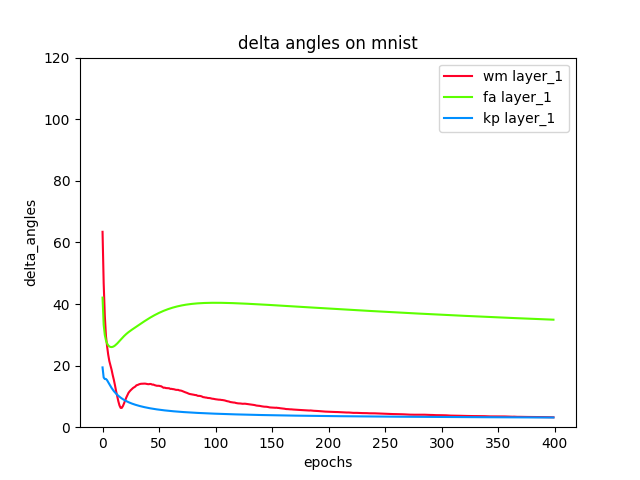 delta angles on mnist
120
100
80
60
40
20
0
delta_angles
wm layer_1
fa layer_1
kp layer_1
0 50 100 150 200 250 300 350 400
epochs